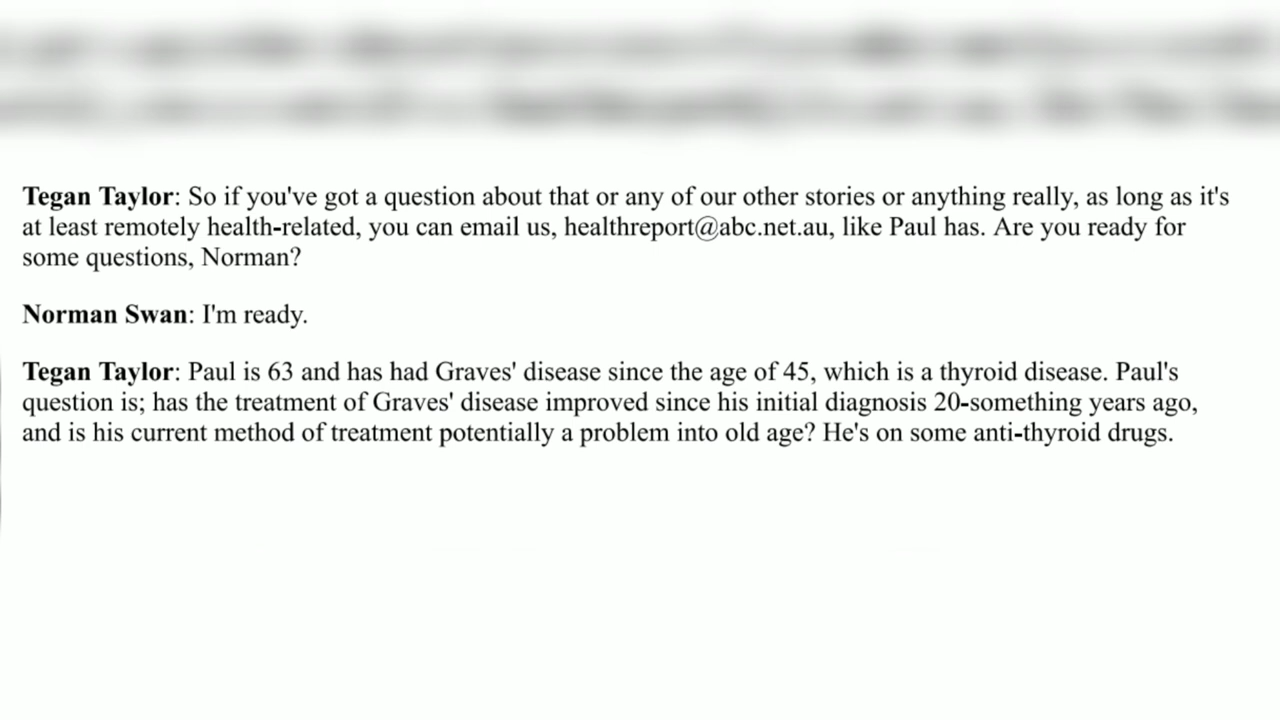 Tegan Taylor: So if you've got a question about that or any of our other stories or anything really, as long as it's
at least remotely health-related, you can email us, healthreport@abc.net.au, like Paul has. Are you ready for
some questions, Norman?
Norman Swan: I'm ready.
Tegan Taylor: Paul is 63 and has had Graves' disease since the age of 45, which is a thyroid disease. Paul's
question is; has the treatment of Graves' disease improved since his initial diagnosis 20-something years ago,
and is his current method of treatment potentially a problem into old age? He's on some anti-thyroid drugs.